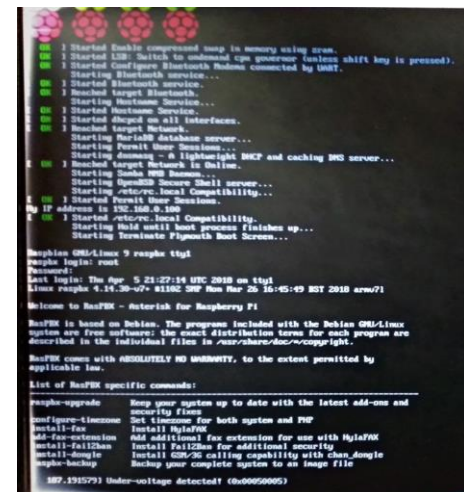 [ OK ] Started Enable compressed swap in memory using zram.
[ OK ] Started LSB: Switch to ondemand cpu governor (unless shift key is pressed).
[ OK ] Started Configure Bluetooth Modems connected by UART.
Starting Bluetooth service...
[ OK ] Started Bluetooth service.
[ OK ] Reached target Bluetooth.
Starting Hostname Service...
[ OK ] Started Hostname Service.
[ OK ] Started dhcpcd on all interfaces.
[ OK ] Reached target Network.
Starting MariaDB database server...
Starting Permit User Sessions...
Starting dnsmasq - A lightweight DHCP and caching DNS server...
[ OK ] Reached target Network is Online.
Starting Samba NMB Daemon...
Starting OpenBSD Secure Shell server...
Starting /etc/rc.local Compatibility...
[ OK ] Started Permit User Sessions.
My IP address is 192.168.0.100
[ OK ] Started /etc/rc.local Compatibility.
Starting Hold until boot process finishes up...
Starting Terminate Plymouth Boot Screen...
Raspbian GNU/Linux 9 raspbx tty1
raspbx login: root
Password:
Last login: Thu Apr 5 21:27:14 UTC 2018 on tty1
Linux raspbx 4.14.30-v7+ #1102 SMP Mon Mar 26 16:45:49 BST 2018 armv7l
Welcome to RasPBX - Asterisk for Raspberry Pi
RasPBX is based on Debian. The programs included with the Debian GNU/Linux
system are free software; the exact distribution terms for each program are
described in the individual files in /usr/share/doc/*/copyright.
RasPBX comes with ABSOLUTELY NO WARRANTY, to the extent permitted by
applicable law.
List of RasPBX specific commands:
raspbx-upgrade Keep your system up to date with the latest add-ons and
security fixes
configure-timezone Set timezone for both system and PHP
install-fax Install HylaFAX
add-fax-extension Add additional fax extension for use with HylaFAX
install-fail2ban Install Fail2Ban for additional security
install-dongle Install GSM/3G calling capability with chan_dongle
raspbx-backup Backup your complete system to an image file
107.191579] Under-voltage detected! (0x00050005)